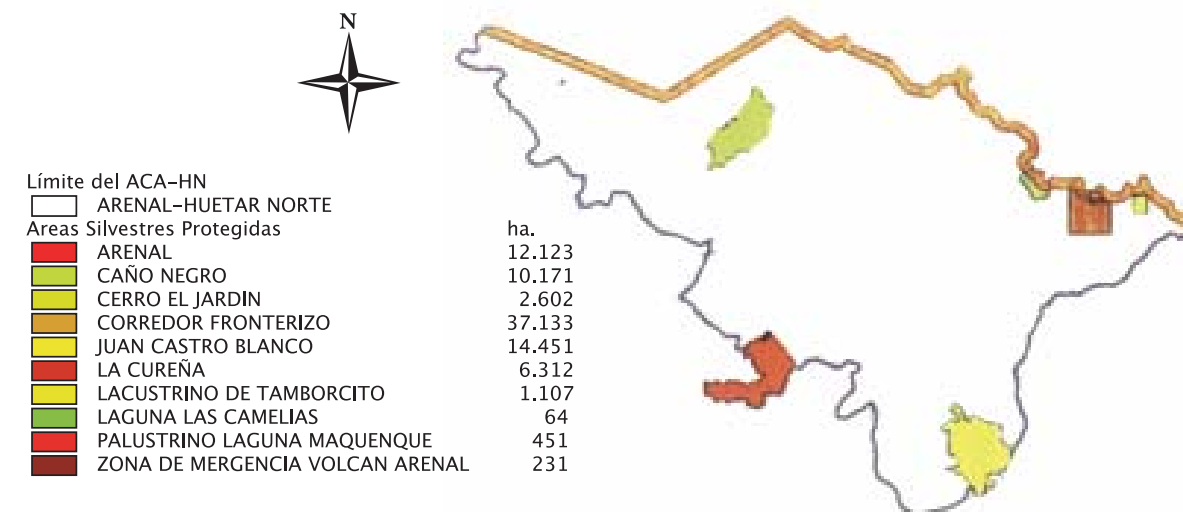 N
Límite del ACA-HN
ARENAL-HUETAR NORTE
Areas Silvestres Protegidas ha.
ARENAL 12.123
CAÑO NEGRO 10.171
CERRO EL JARDIN 2.602
CORREDOR FRONTERIZO 37.133
JUAN CASTRO BLANCO 14.451
LA CUREÑA 6.312
LACUSTRINO DE TAMBORCITO 1.107
LAGUNA LAS CAMELIAS 64
PALUSTRINO LAGUNA MAQUENQUE 451
ZONA DE MERGENCIA VOLCAN ARENAL 231